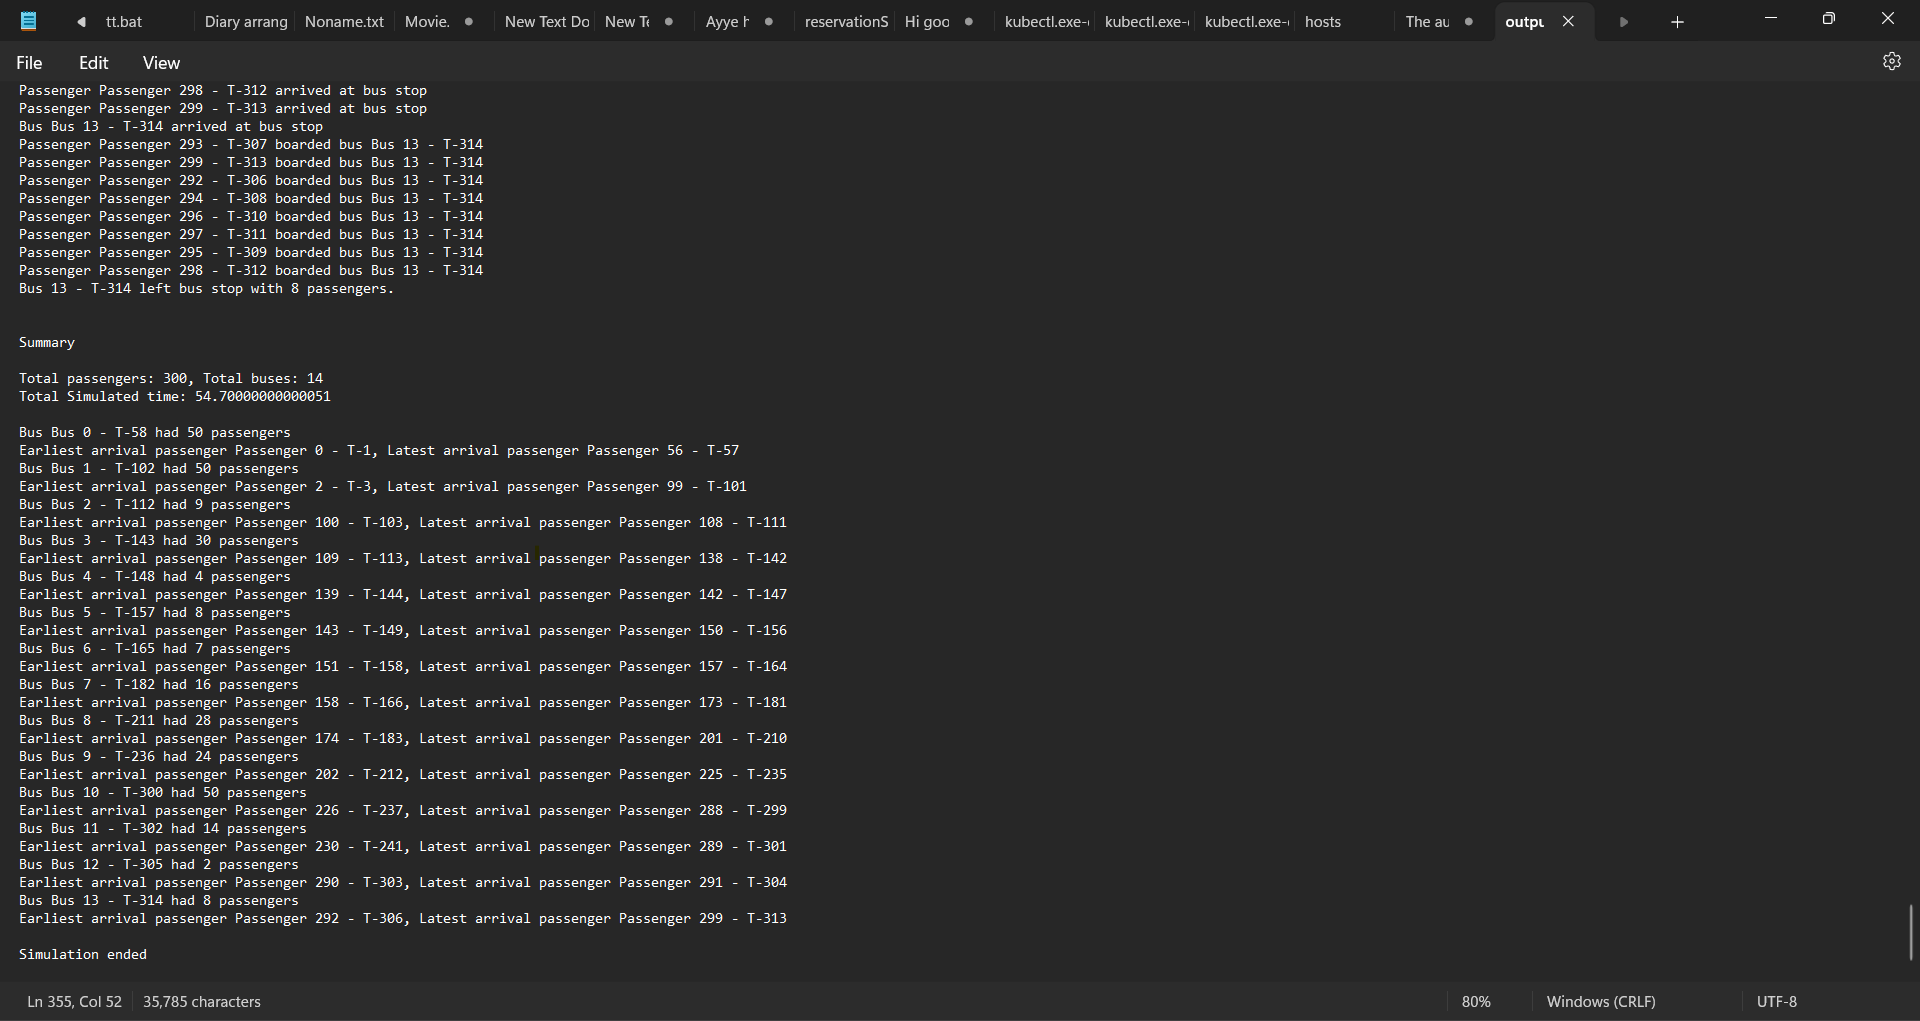 tt.bat Diary arrang Noname.txt Movie. New Text Do New Te Ayye h reservationS Hi goo kubectl.exe- kubectl.exe- kubectl.exe- hosts The au outpu
File Edit View
Passenger Passenger 298 - T-312 arrived at bus stop
Passenger Passenger 299 - T-313 arrived at bus stop
Bus Bus 13 - T-314 arrived at bus stop
Passenger Passenger 293 - T-307 boarded bus Bus 13 - T-314
Passenger Passenger 299 - T-313 boarded bus Bus 13 - T-314
Passenger Passenger 292 - T-306 boarded bus Bus 13 - T-314
Passenger Passenger 294 - T-308 boarded bus Bus 13 - T-314
Passenger Passenger 296 - T-310 boarded bus Bus 13 - T-314
Passenger Passenger 297 - T-311 boarded bus Bus 13 - T-314
Passenger Passenger 295 - T-309 boarded bus Bus 13 - T-314
Passenger Passenger 298 - T-312 boarded bus Bus 13 - T-314
Bus 13 - T-314 left bus stop with 8 passengers.
Summary
Total passengers: 300, Total buses: 14
Total Simulated time: 54.70000000000051
Bus Bus 0 - T-58 had 50 passengers
Earliest arrival passenger Passenger 0 - T-1, Latest arrival passenger Passenger 56 - T-57
Bus Bus 1 - T-102 had 50 passengers
Earliest arrival passenger Passenger 2 - T-3, Latest arrival passenger Passenger 99 - T-101
Bus Bus 2 - T-112 had 9 passengers
Earliest arrival passenger Passenger 100 - T-103, Latest arrival passenger Passenger 108 - T-111
Bus Bus 3 - T-143 had 30 passengers
Earliest arrival passenger Passenger 109 - T-113, Latest arrival passenger Passenger 138 - T-142
Bus Bus 4 - T-148 had 4 passengers
Earliest arrival passenger Passenger 139 - T-144, Latest arrival passenger Passenger 142 - T-147
Bus Bus 5 - T-157 had 8 passengers
Earliest arrival passenger Passenger 143 - T-149, Latest arrival passenger Passenger 150 - T-156
Bus Bus 6 - T-165 had 7 passengers
Earliest arrival passenger Passenger 151 - T-158, Latest arrival passenger Passenger 157 - T-164
Bus Bus 7 - T-182 had 16 passengers
Earliest arrival passenger Passenger 158 - T-166, Latest arrival passenger Passenger 173 - T-181
Bus Bus 8 - T-211 had 28 passengers
Earliest arrival passenger Passenger 174 - T-183, Latest arrival passenger Passenger 201 - T-210
Bus Bus 9 - T-236 had 24 passengers
Earliest arrival passenger Passenger 202 - T-212, Latest arrival passenger Passenger 225 - T-235
Bus Bus 10 - T-300 had 50 passengers
Earliest arrival passenger Passenger 226 - T-237, Latest arrival passenger Passenger 288 - T-299
Bus Bus 11 - T-302 had 14 passengers
Earliest arrival passenger Passenger 230 - T-241, Latest arrival passenger Passenger 289 - T-301
Bus Bus 12 - T-305 had 2 passengers
Earliest arrival passenger Passenger 290 - T-303, Latest arrival passenger Passenger 291 - T-304
Bus Bus 13 - T-314 had 8 passengers
Earliest arrival passenger Passenger 292 - T-306, Latest arrival passenger Passenger 299 - T-313
Simulation ended
Ln 355, Col 52 35,785 characters 80% Windows (CRLF) UTF-8